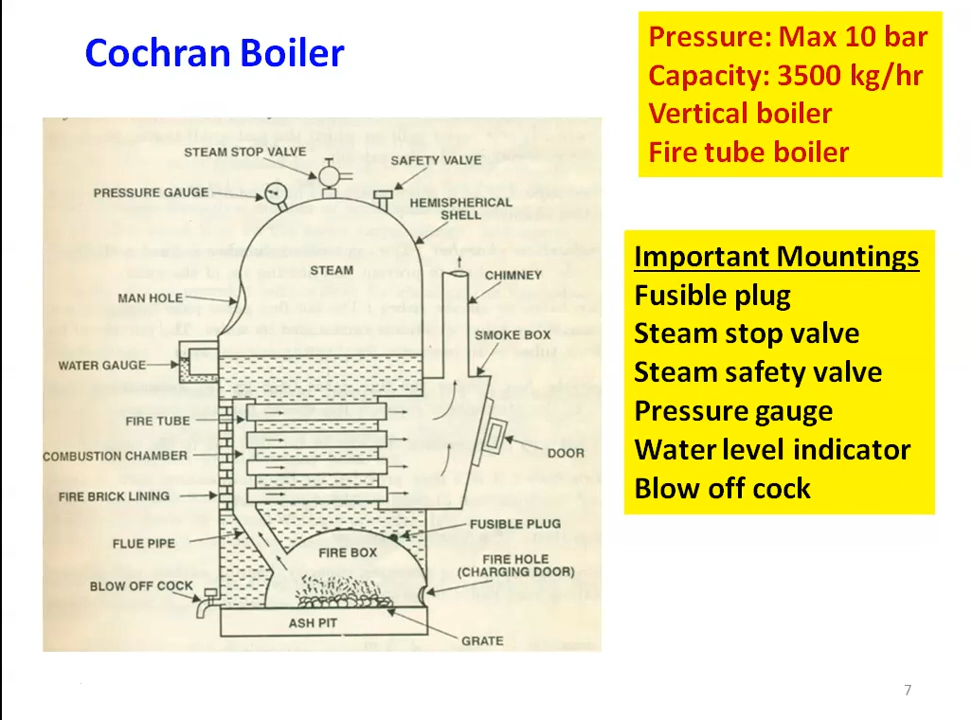 Cochran Boiler
Pressure: Max 10 bar
Capacity: 3500 kg/hr
Vertical boiler
Fire tube boiler
Important Mountings
Fusible plug
Steam stop valve
Steam safety valve
Pressure gauge
Water level indicator
Blow off cock
STEAM STOP VALVE
SAFETY VALVE
PRESSURE GAUGE
HEMISPHERICAL
SHELL
STEAM
CHIMNEY
MAN HOLE
SMOKE BOX
WATER GAUGE
FIRE TUBE
COMBUSTION CHAMBER
DOOR
FIRE BRICK LINING
FUSIBLE PLUG
FLUE PIPE
FIRE BOX
FIRE HOLE
(CHARGING DOOR)
BLOW OFF COCK
ASH PIT
GRATE
7